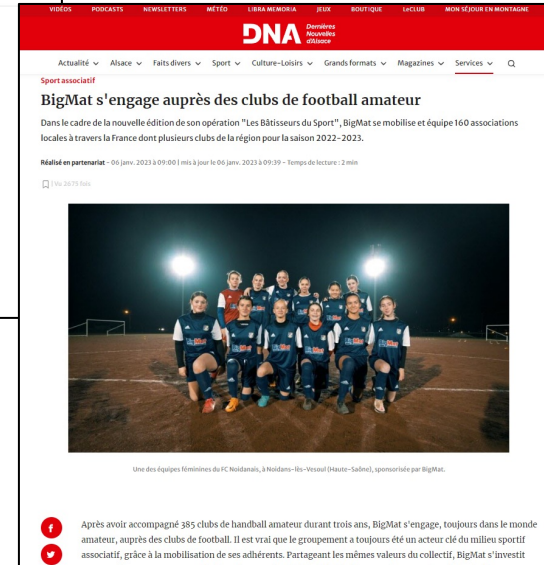 VIDÉOS PODCASTS NEWSLETTERS MÉTÉO LIBRA MEMORIA JEUX BOUTIQUE LeCLUB MON SÉJOUR EN MONTAGNE
DNA Dernières
Nouvelles
d'Alsace
Actualité Alsace Faits divers Sport Culture-Loisirs Grands formats Magazines Services
Sport associatif
BigMat s'engage auprès des clubs de football amateur
Dans le cadre de la nouvelle édition de son opération "Les Bâtisseurs du Sport", BigMat se mobilise et équipe 160 associations
locales à travers la France dont plusieurs clubs de la région pour la saison 2022-2023.
Réalisé en partenariat - 06 janv. 2023 à 09:00 | mis à jour le 06 janv. 2023 à 09:39 - Temps de lecture : 2 min
| Vu 2675 fois
BigMat
Une des équipes féminines du FC Noidanais, à Noidans-lès-Vesoul (Haute-Saône), sponsorisée par BigMat.
Après avoir accompagné 385 clubs de handball amateur durant trois ans, BigMat s'engage, toujours dans le monde
amateur, auprès des clubs de football. Il est vrai que le groupement a toujours été un acteur clé du milieu sportif
associatif, grâce à la mobilisation de ses adhérents. Partageant les mêmes valeurs du collectif, BigMat s'investit